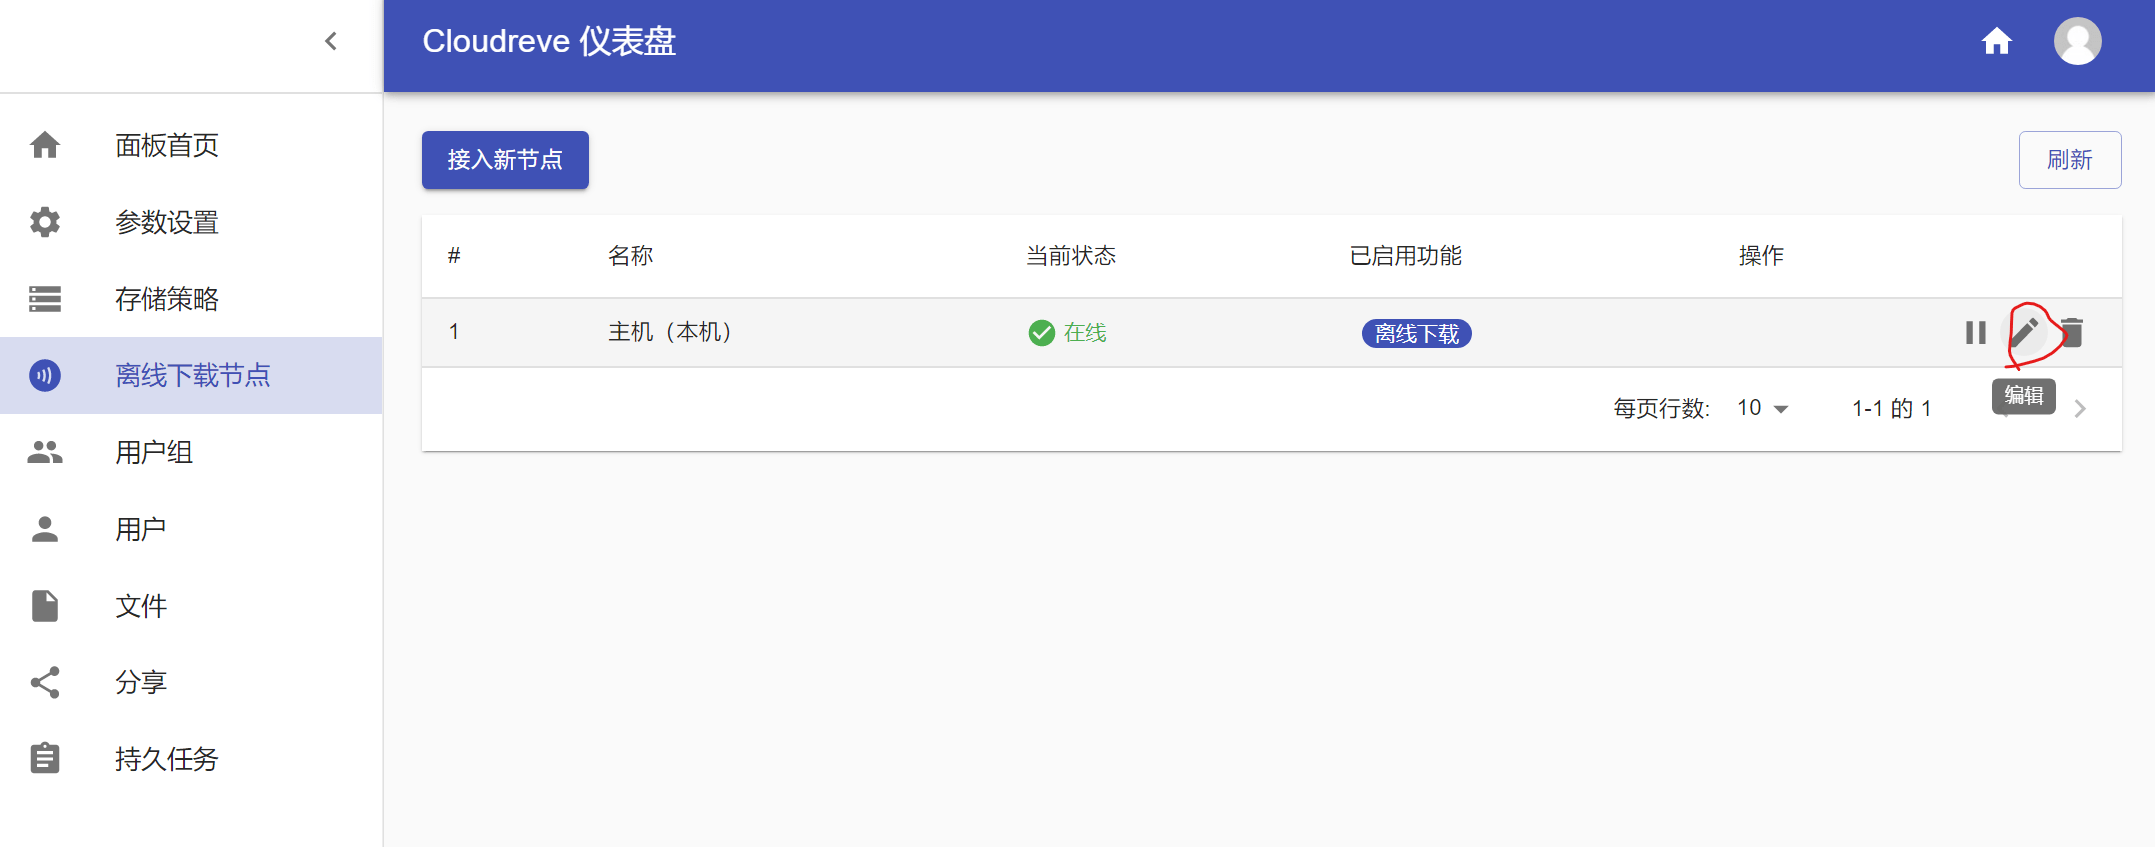 Cloudreve 仪表盘
面板首页
参数设置
存储策略
离线下载节点
用户组
用户
文件
分享
持久任务
接入新节点
刷新
# 名称 当前状态 已启用功能 操作
1 主机（本机） 在线 离线下载
编辑
每页行数: 10 1-1 的 1